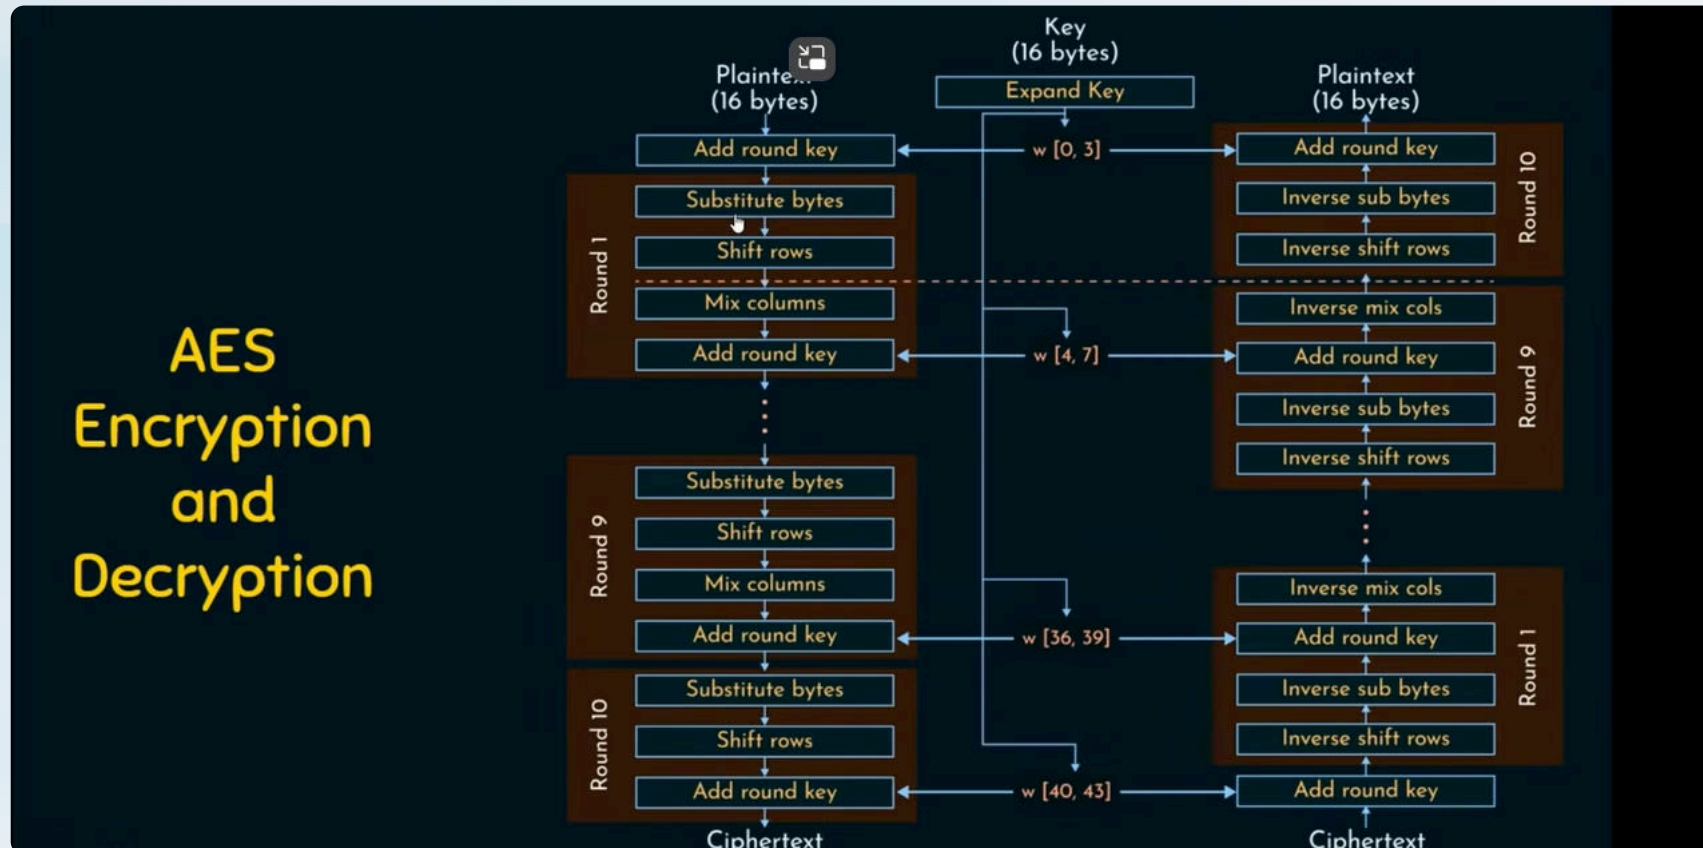 AES
Encryption
and
Decryption
Plaintext
(16 bytes)
Add round key
Round 1
Substitute bytes
Shift rows
Mix columns
Add round key
Round 9
Substitute bytes
Shift rows
Mix columns
Add round key
Round 10
Substitute bytes
Shift rows
Add round key
Ciphertext
Key
(16 bytes)
Expand Key
w [0, 3]
w [4, 7]
w [36, 39]
w [40, 43]
Plaintext
(16 bytes)
Add round key
Inverse sub bytes
Inverse shift rows
Round 10
Inverse mix cols
Add round key
Inverse sub bytes
Inverse shift rows
Round 9
Inverse mix cols
Add round key
Inverse sub bytes
Inverse shift rows
Round 1
Add round key
Ciphertext